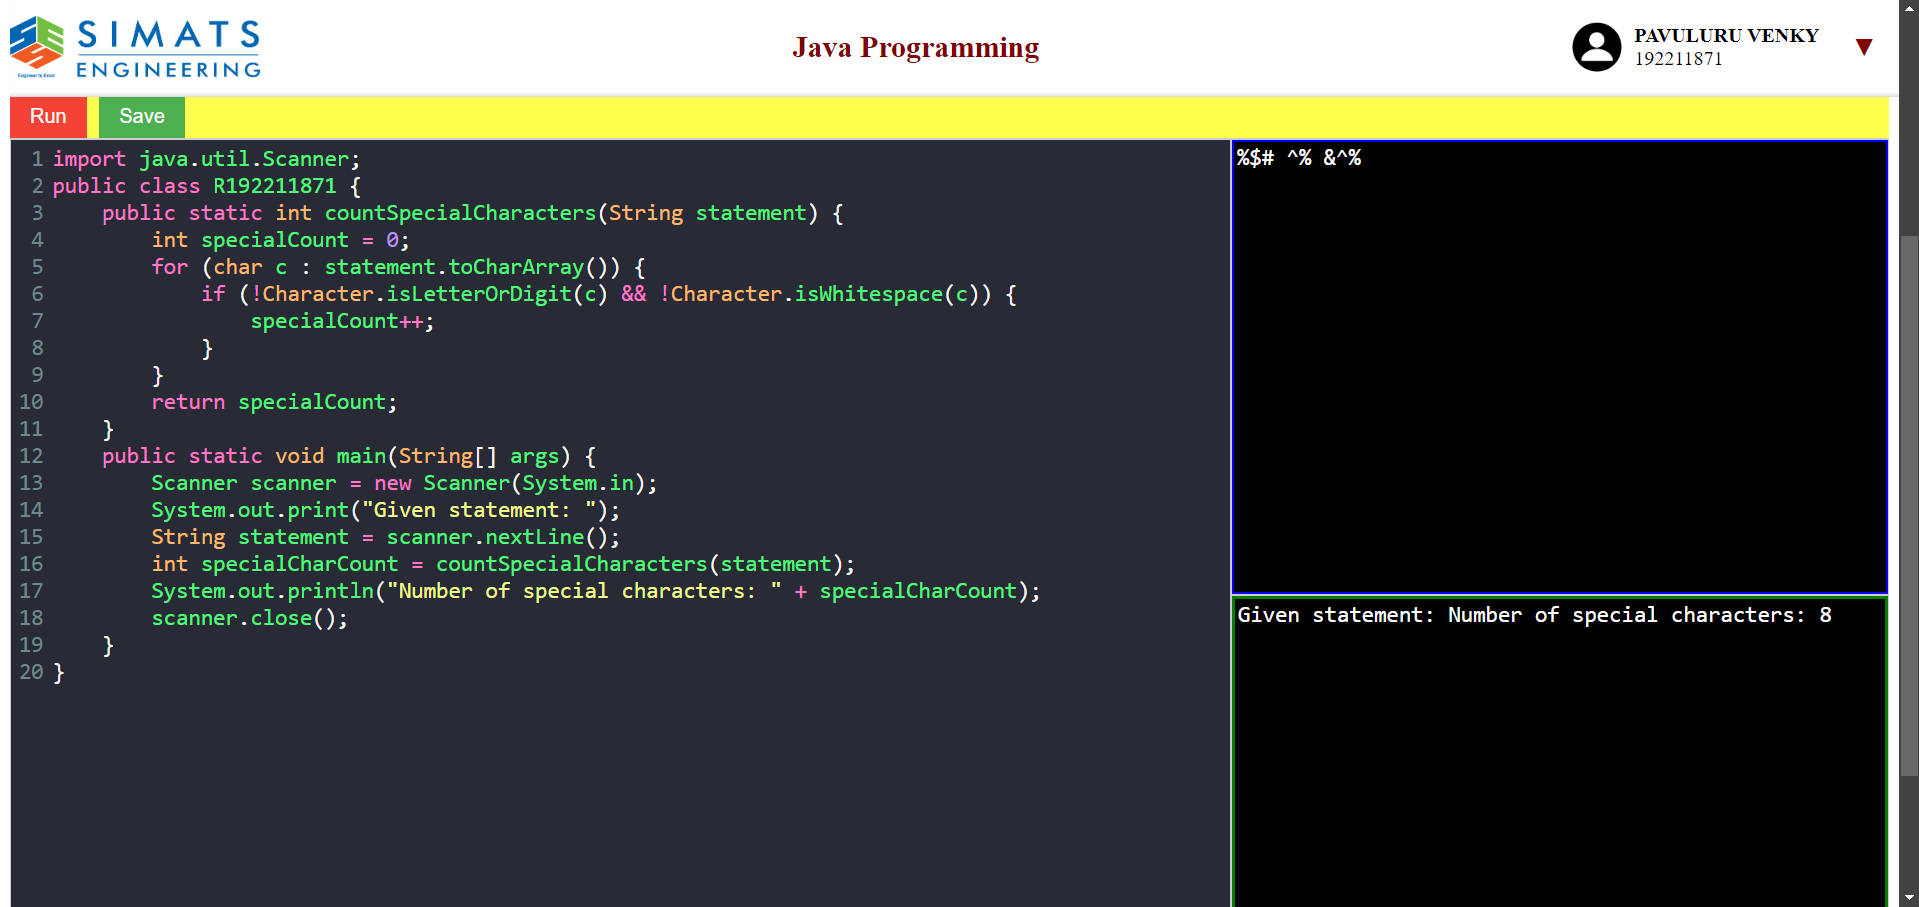 SIMATS
ENGINEERING
Engineer to Excel
Java Programming
PAVULURU VENKY
192211871
▼
Run
Save
1 import java.util.Scanner;
2 public class R192211871 {
3     public static int countSpecialCharacters(String statement) {
4         int specialCount = 0;
5         for (char c : statement.toCharArray()) {
6             if (!Character.isLetterOrDigit(c) && !Character.isWhitespace(c)) {
7                 specialCount++;
8             }
9         }
10         return specialCount;
11     }
12     public static void main(String[] args) {
13         Scanner scanner = new Scanner(System.in);
14         System.out.print("Given statement: ");
15         String statement = scanner.nextLine();
16         int specialCharCount = countSpecialCharacters(statement);
17         System.out.println("Number of special characters: " + specialCharCount);
18         scanner.close();
19     }
20 }
%$# ^% &^%
Given statement: Number of special characters: 8